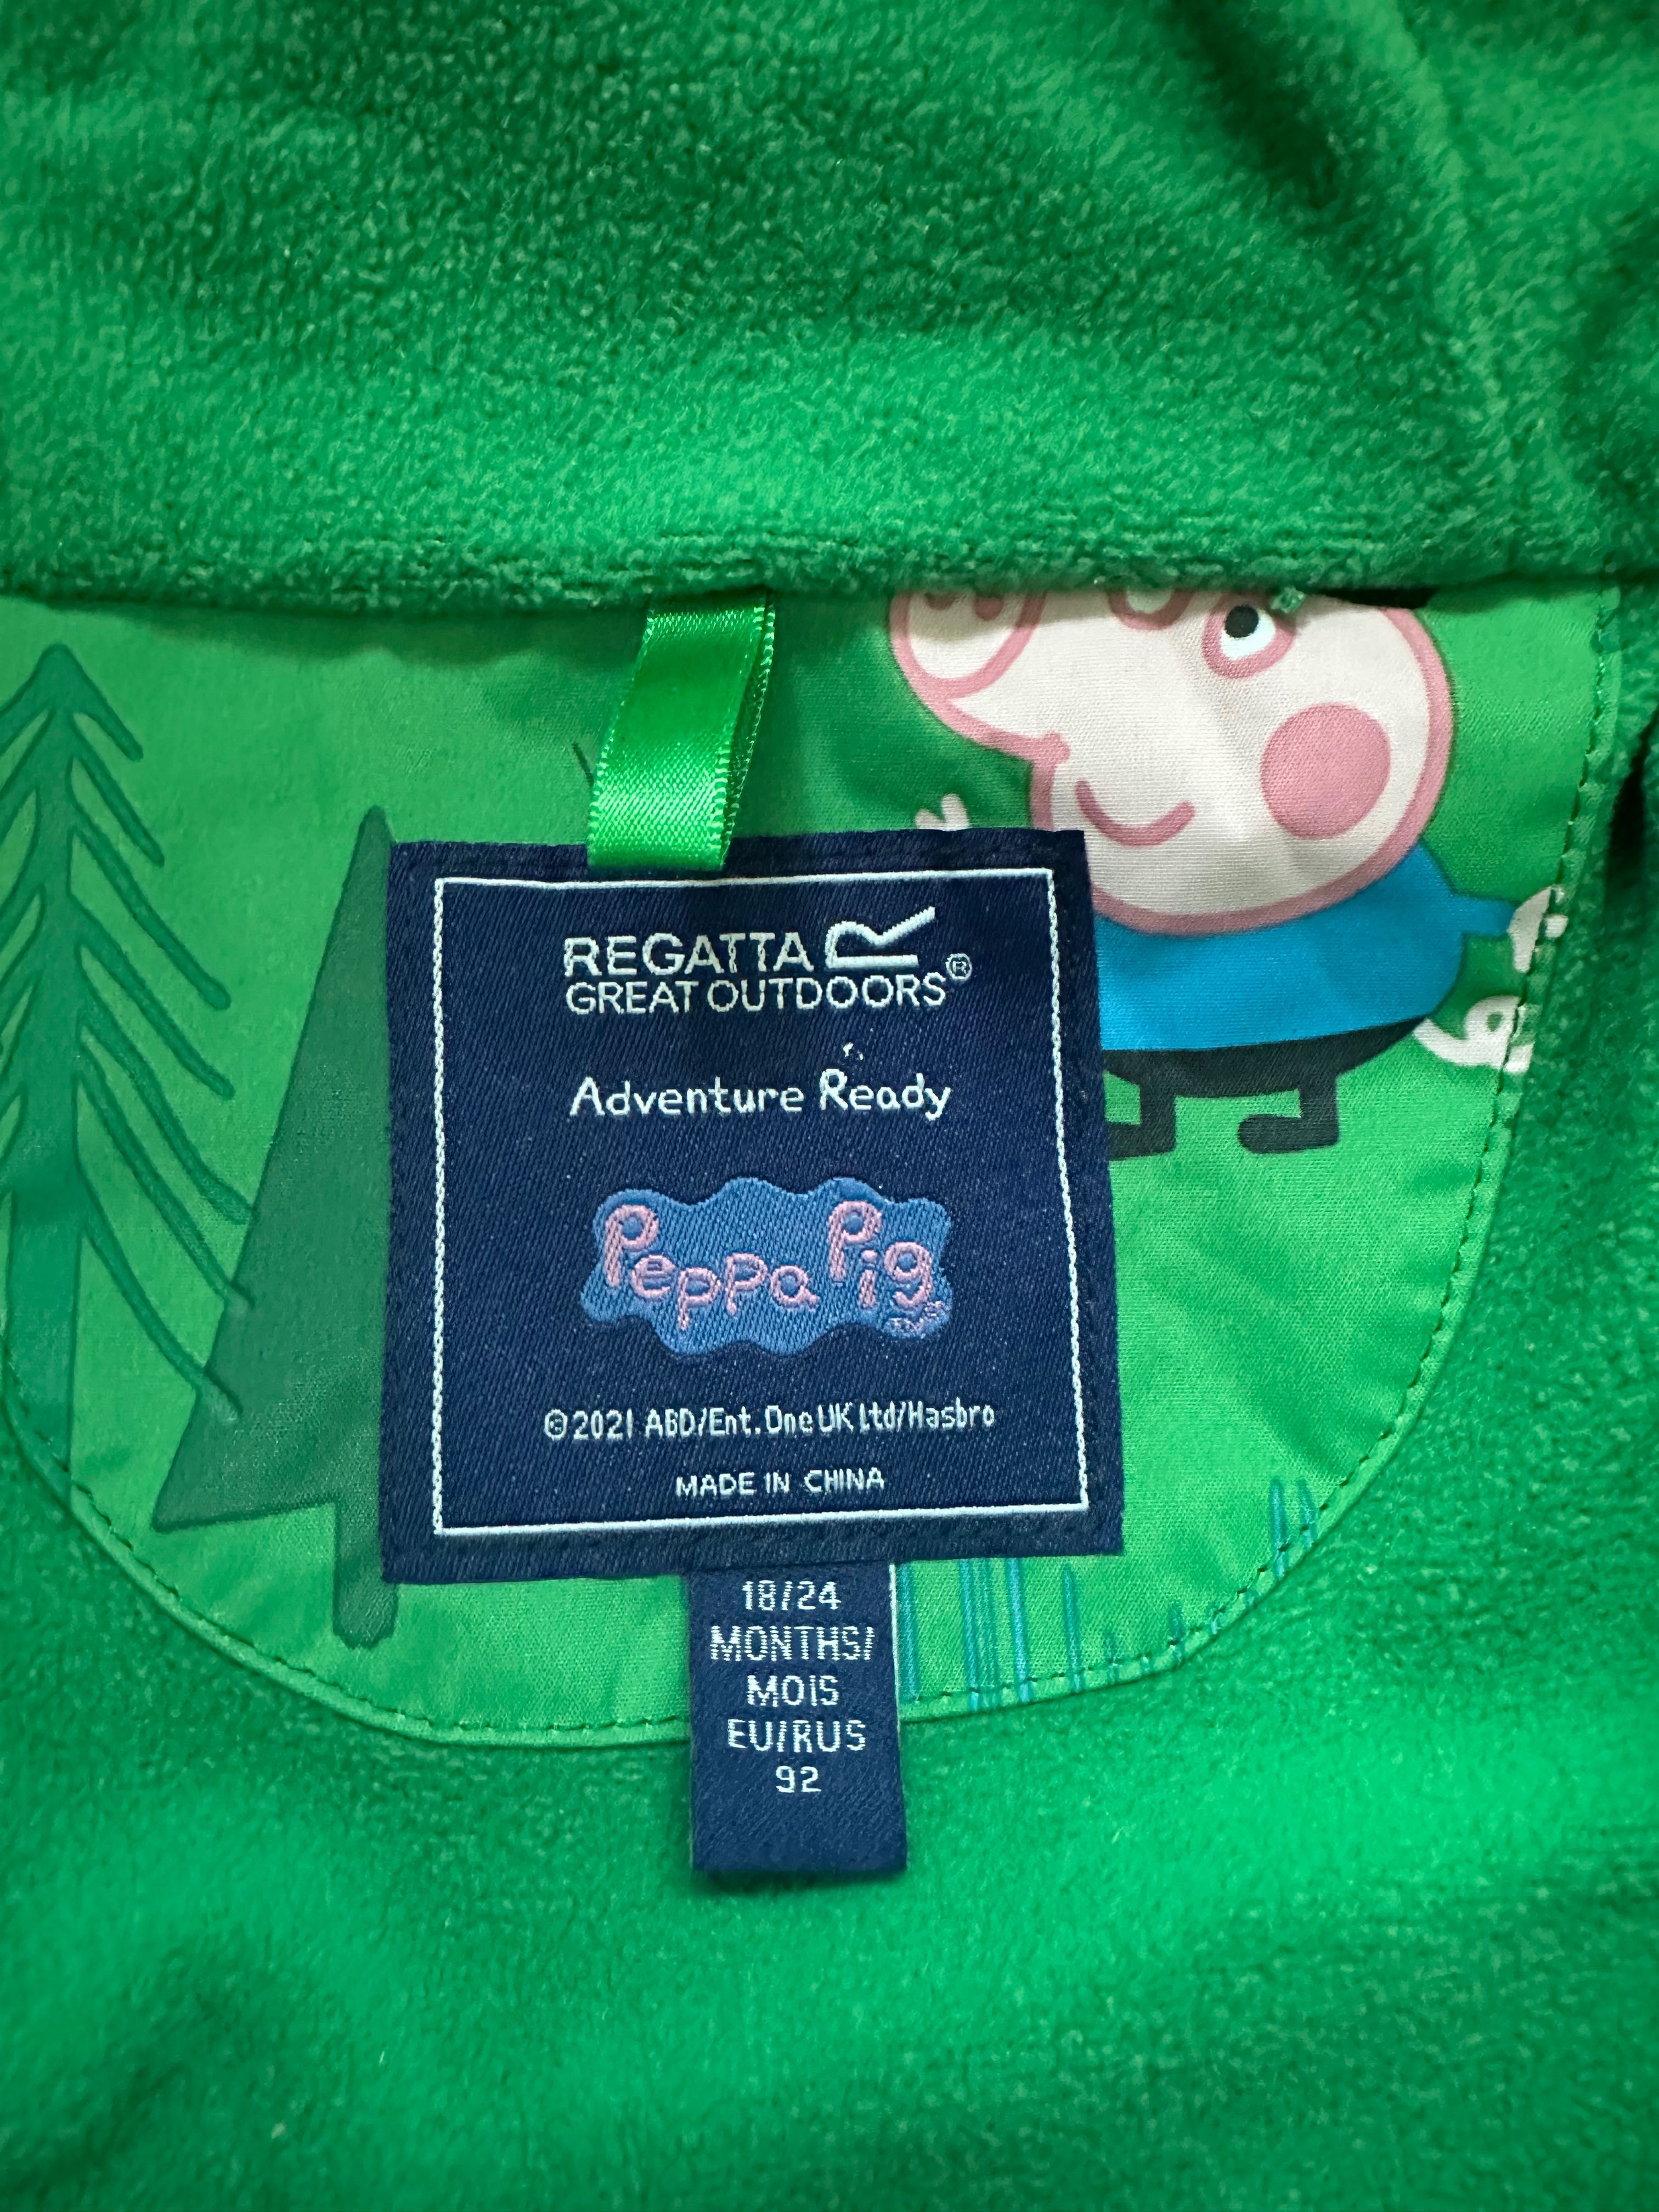 REGATTA R
GREAT OUTDOORS®
Adventure Ready
Peppa Pig
©2021 ABD/Ent.One UK Ltd/Hasbro
MADE IN CHINA
18/24
MONTHS/
MOIS
EU/RUS
92